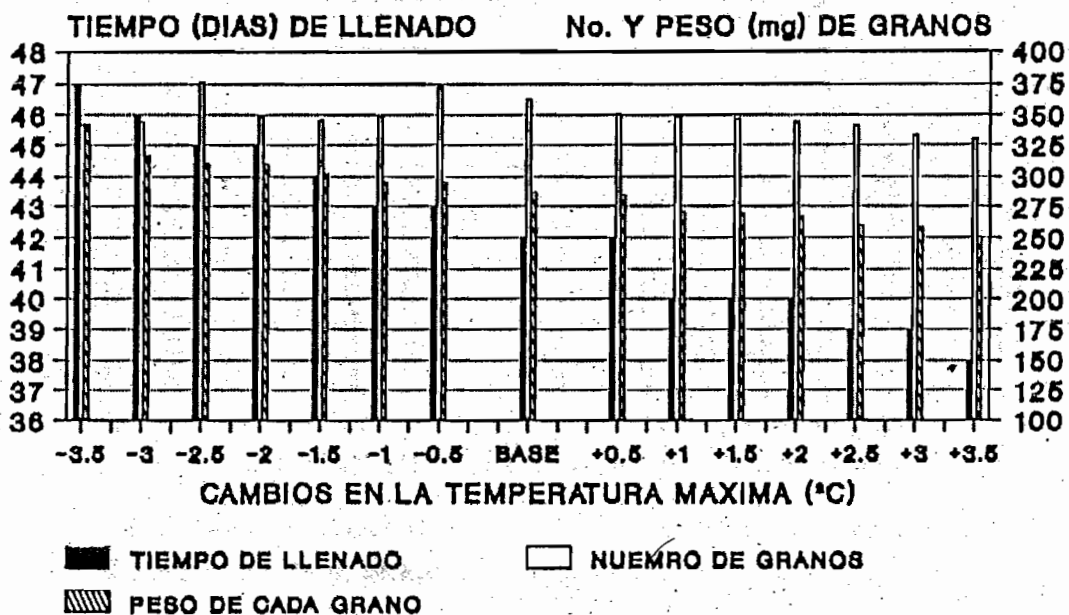 TIEMPO (DIAS) DE LLENADO No. Y PESO (mg) DE GRANOS
48 400
47 375
46 350
45 325
44 300
43 275
42 250
41 225
40 200
39 175
38 150
37 125
36 100
-3.5 -3 -2.5 -2 -1.5 -1 -0.5 BASE +0.5 +1 +1.5 +2 +2.5 +3 +3.5
CAMBIOS EN LA TEMPERATURA MAXIMA (ºC)
TIEMPO DE LLENADO NUEMRO DE GRANOS
PESO DE CADA GRANO